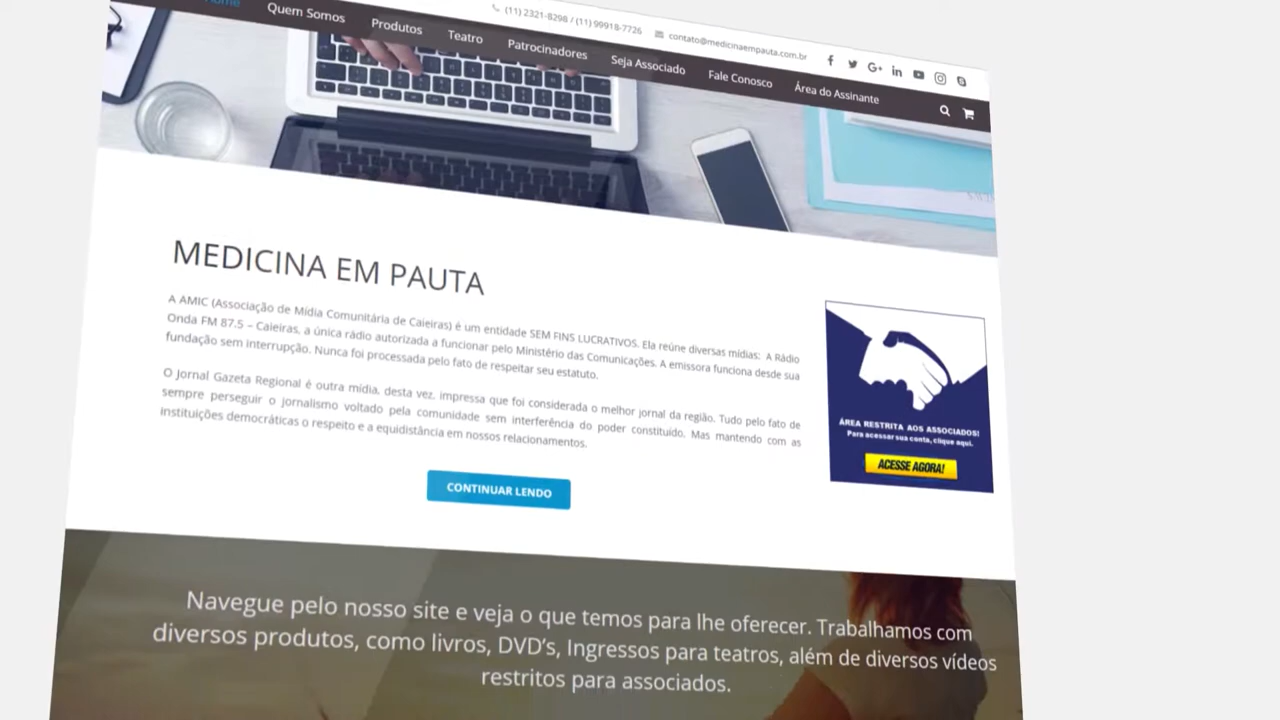 (11) 2321-8298 / (11) 99918-7726 contato@medicinaempauta.com.br
Home Quem Somos Produtos Teatro Patrocinadores Seja Associado Fale Conosco Área do Assinante
MEDICINA EM PAUTA
A AMIC (Associação de Mídia Comunitária de Caieiras) é um entidade SEM FINS LUCRATIVOS. Ela reúne diversas mídias: A Rádio
Onda FM 87.5 – Caieiras, a única rádio autorizada a funcionar pelo Ministério das Comunicações. A emissora funciona desde sua
fundação sem interrupção. Nunca foi processada pelo fato de respeitar seu estatuto.
O Jornal Gazeta Regional é outra mídia, desta vez, impressa que foi considerada o melhor jornal da região. Tudo pelo fato de
sempre perseguir o jornalismo voltado pela comunidade sem interferência do poder constituído. Mas mantendo com as
instituições democráticas o respeito e a equidistância em nossos relacionamentos.
CONTINUAR LENDO
ÁREA RESTRITA AOS ASSOCIADOS!
Para acessar sua conta, clique aqui.
ACESSE AGORA!
Navegue pelo nosso site e veja o que temos para lhe oferecer. Trabalhamos com
diversos produtos, como livros, DVD's, Ingressos para teatros, além de diversos vídeos
restritos para associados.